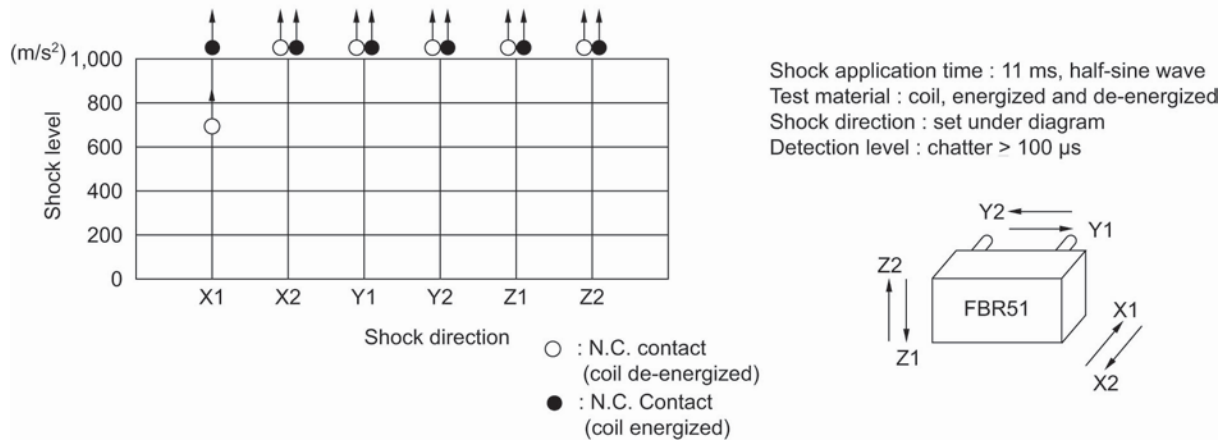 (m/s²)
1,000
800
600
400
200
0
Shock level
X1 X2 Y1 Y2 Z1 Z2
Shock direction
: N.C. contact
(coil de-energized)
: N.C. Contact
(coil energized)
Shock application time : 11 ms, half-sine wave
Test material : coil, energized and de-energized
Shock direction : set under diagram
Detection level : chatter ≥ 100 µs
Y2
Y1
Z2
FBR51
X1
Z1
X2